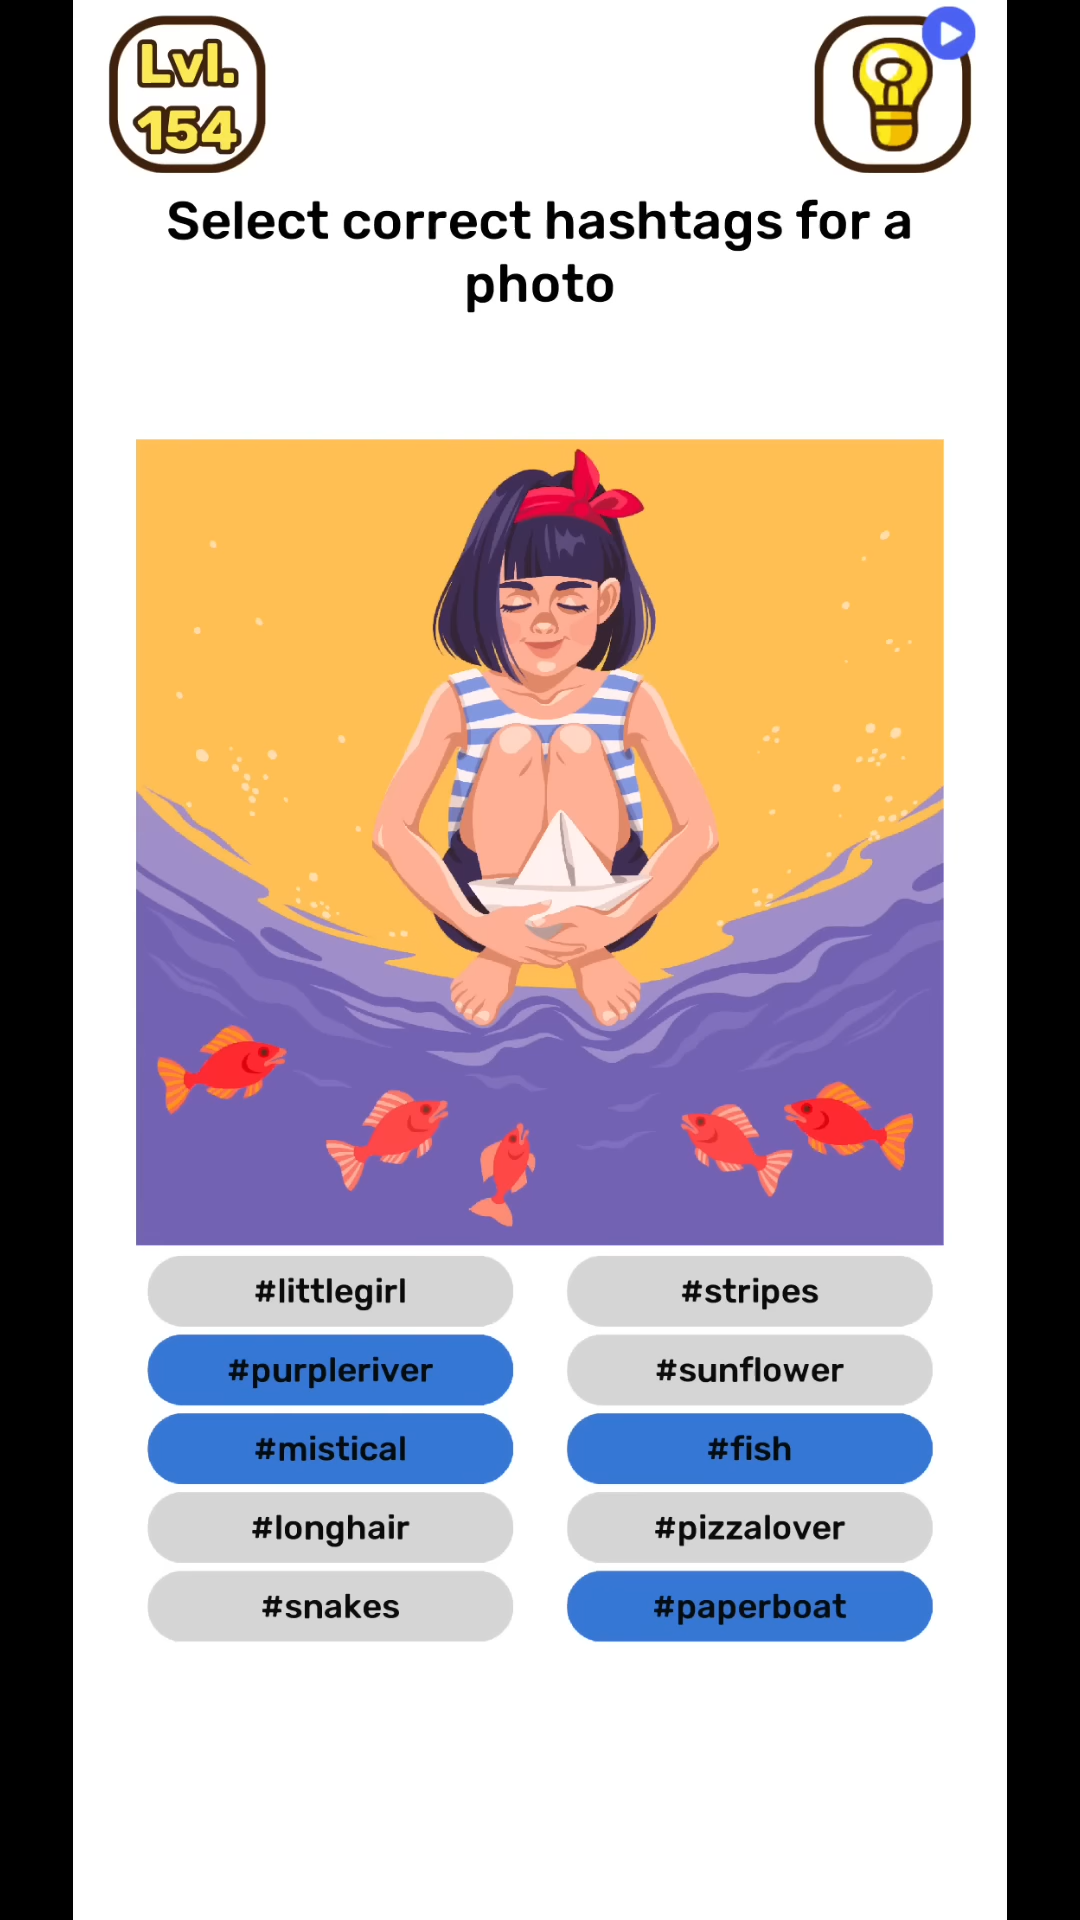 Lvl.
154
Select correct hashtags for a
photo
#littlegirl
#stripes
#purpleriver
#sunflower
#mistical
#fish
#longhair
#pizzalover
#snakes
#paperboat